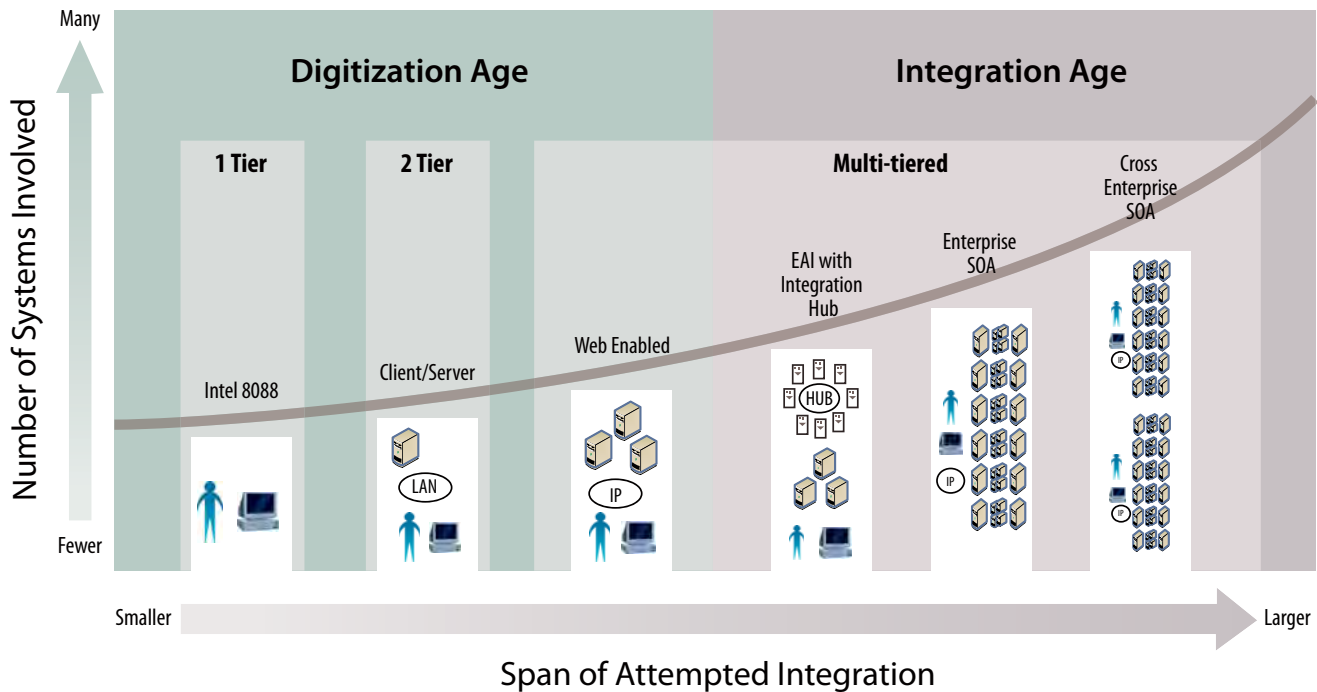 Many
Digitization Age
Integration Age
1 Tier
2 Tier
Multi-tiered
Cross
Enterprise
SOA
Enterprise
SOA
EAI with
Integration
Hub
Web Enabled
Client/Server
Intel 8088
HUB
LAN
IP
IP
IP
IP
Number of Systems Involved
Fewer
Smaller
Larger
Span of Attempted Integration